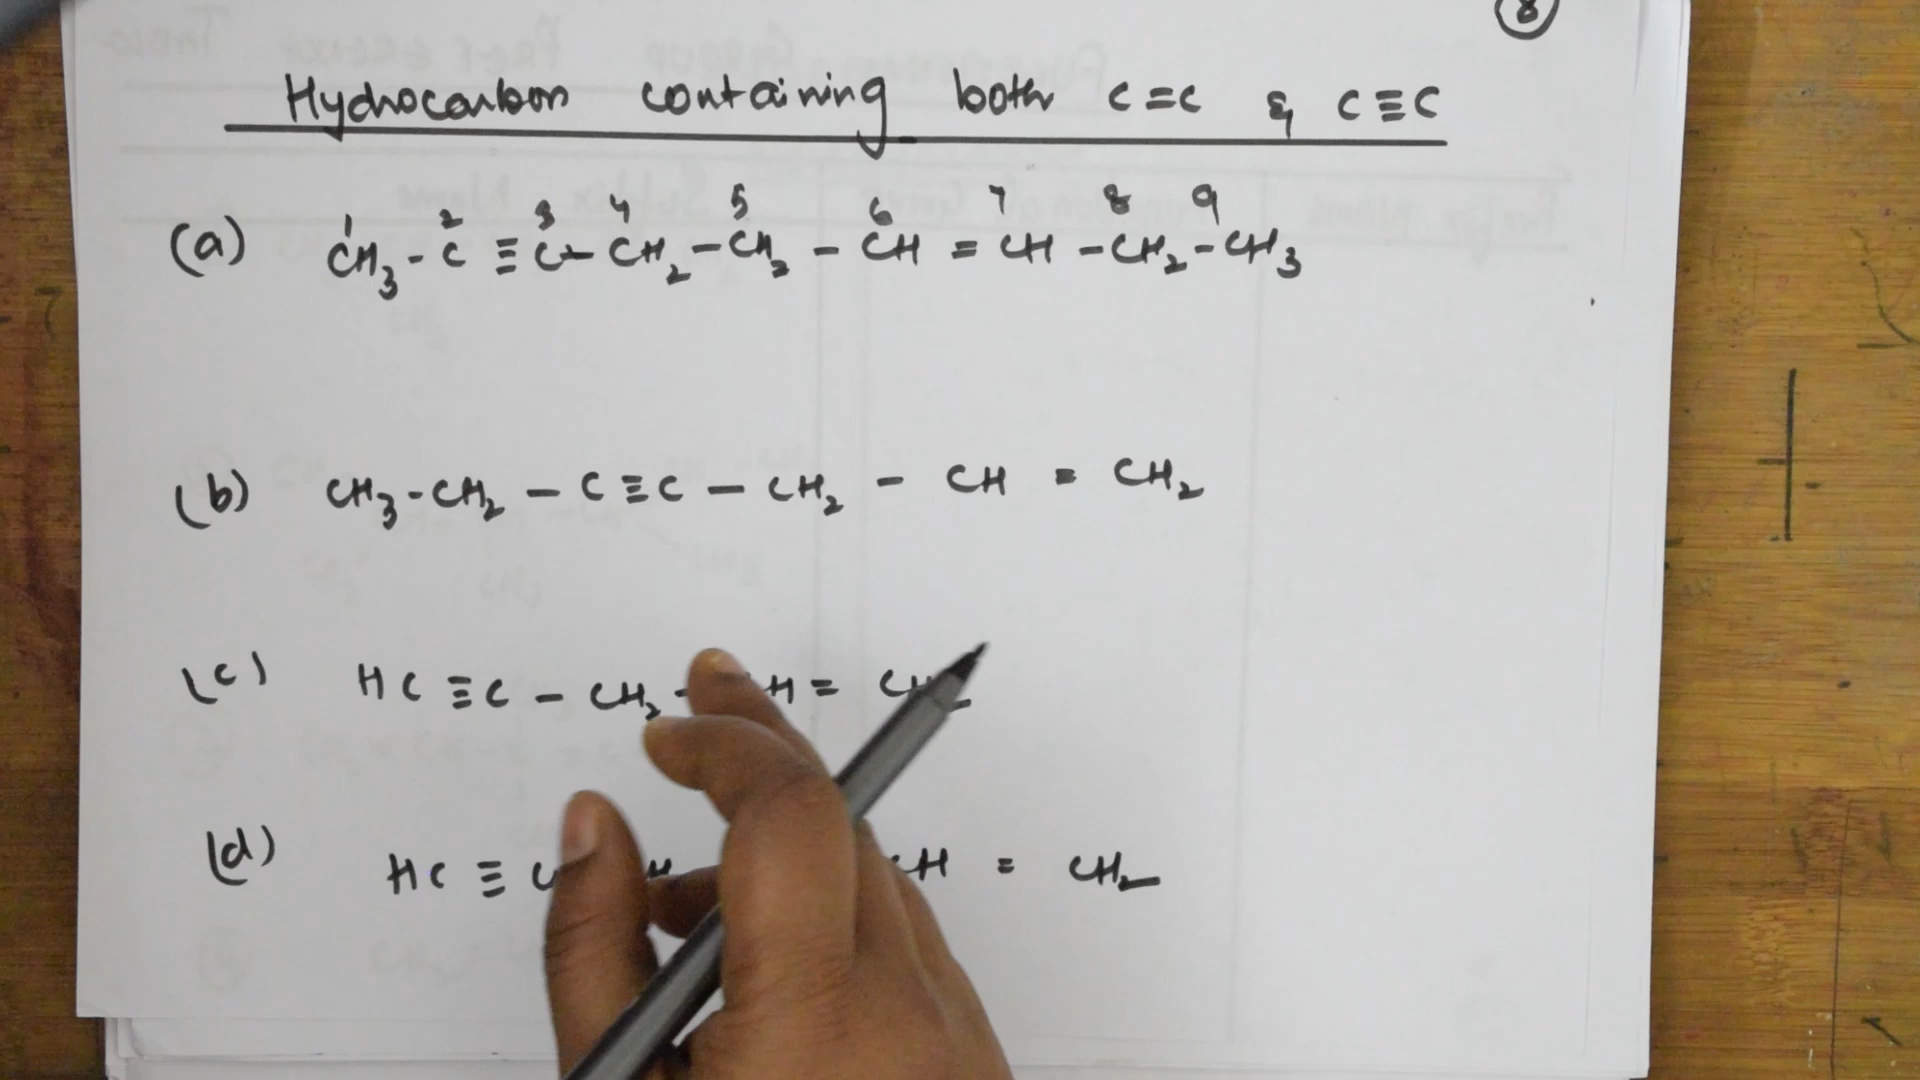 8
Hydrocarbon containing both C=C & C≡C
1 2 3 4 5 6 7 8 9
(a) CH₃-C≡C-CH₂-CH₂-CH=CH-CH₂-CH₃
(b) CH₃-CH₂-C≡C-CH₂-CH=CH₂
(c) HC≡C-CH₂- H=
(d) HC≡ CH=CH₂